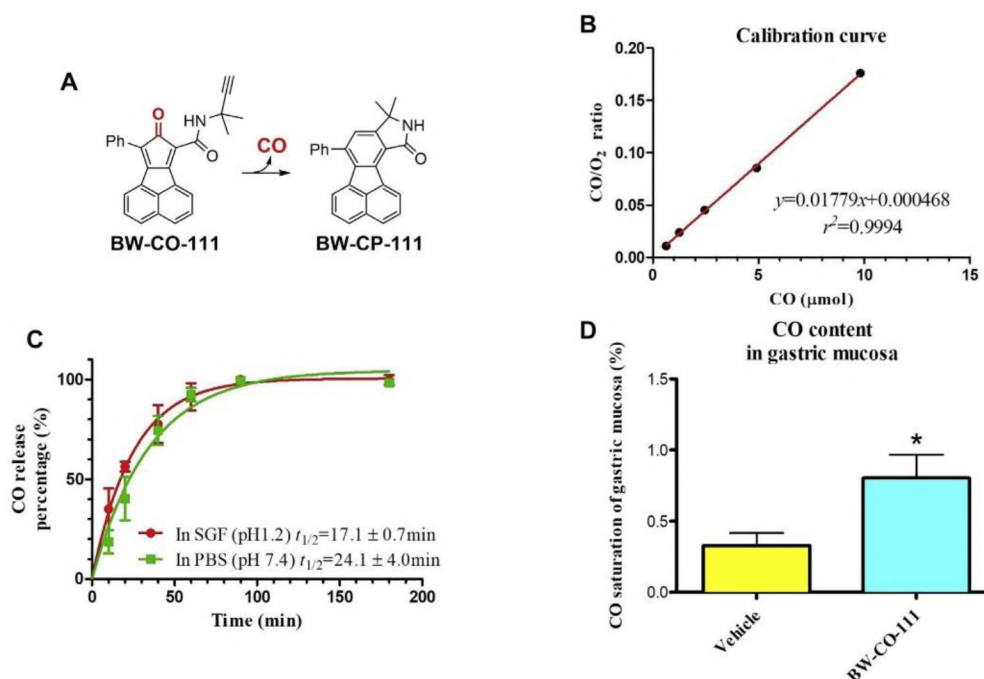 A
O
HN
Ph
O
CO
BW-CO-111
NH
Ph
O
BW-CP-111
B
Calibration curve
CO/O2 ratio
0.20
0.15
0.10
0.05
0.00
y=0.01779x+0.000468
r²=0.9994
0 5 10 15
CO (μmol)
C
CO release
percentage (%)
100
50
0
In SGF (pH1.2) t1/2=17.1 ± 0.7min
In PBS (pH 7.4) t1/2=24.1 ± 4.0min
0 50 100 150 200
Time (min)
D
CO content
in gastric mucosa
CO saturation of gastric mucosa (%)
1.5
1.0
0.5
0.0
*
Vehicle
BW-CO-111